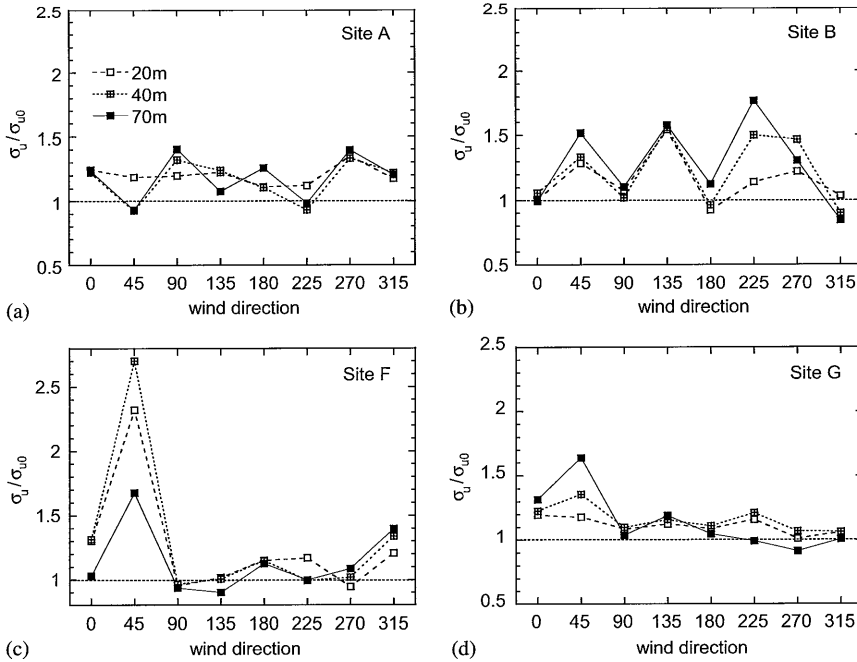 2.5
2
1.5
1
0.5
σu/σu0
Site A
20m
40m
70m
0 45 90 135 180 225 270 315
wind direction
(a)
2.5
2
1.5
1
0.5
σu/σu0
Site B
0 45 90 135 180 225 270 315
wind direction
(b)
2.5
2
1.5
1
σu/σu0
Site F
0 45 90 135 180 225 270 315
wind direction
(c)
2.5
2
1.5
1
0.5
σu/σu0
Site G
0 45 90 135 180 225 270 315
wind direction
(d)